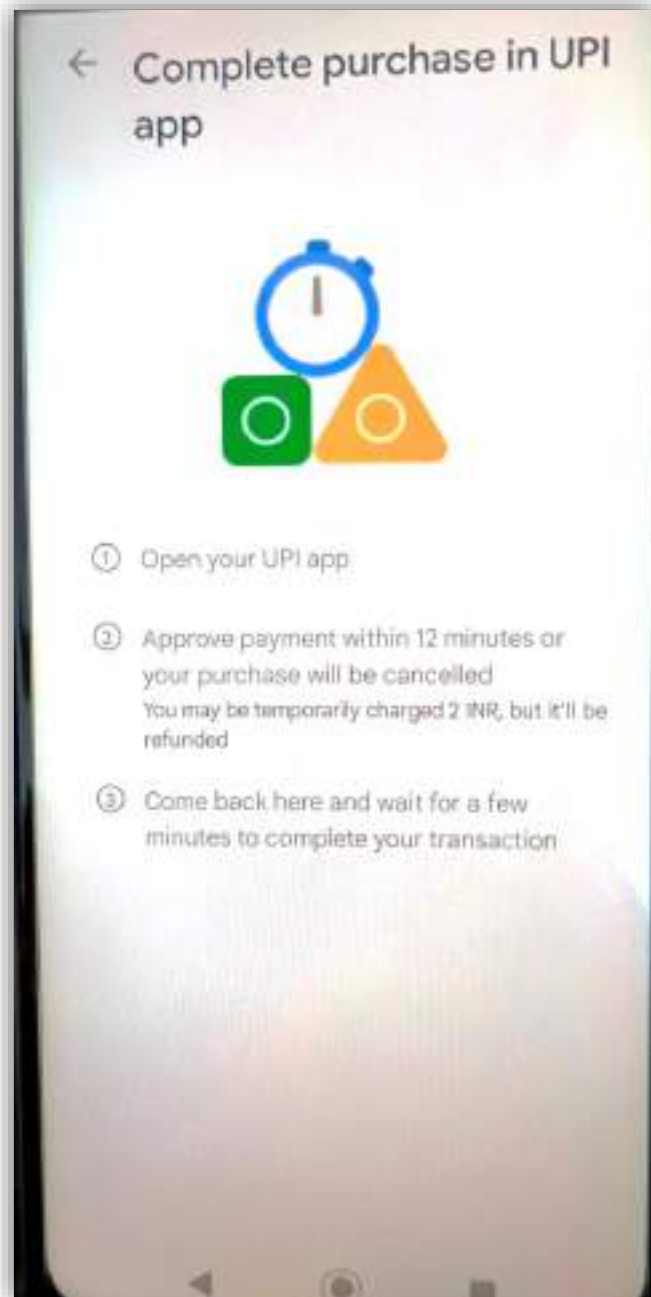 Complete purchase in UPI
app
① Open your UPI app
② Approve payment within 12 minutes or
your purchase will be cancelled
You may be temporarily charged 2 INR, but it'll be
refunded
③ Come back here and wait for a few
minutes to complete your transaction